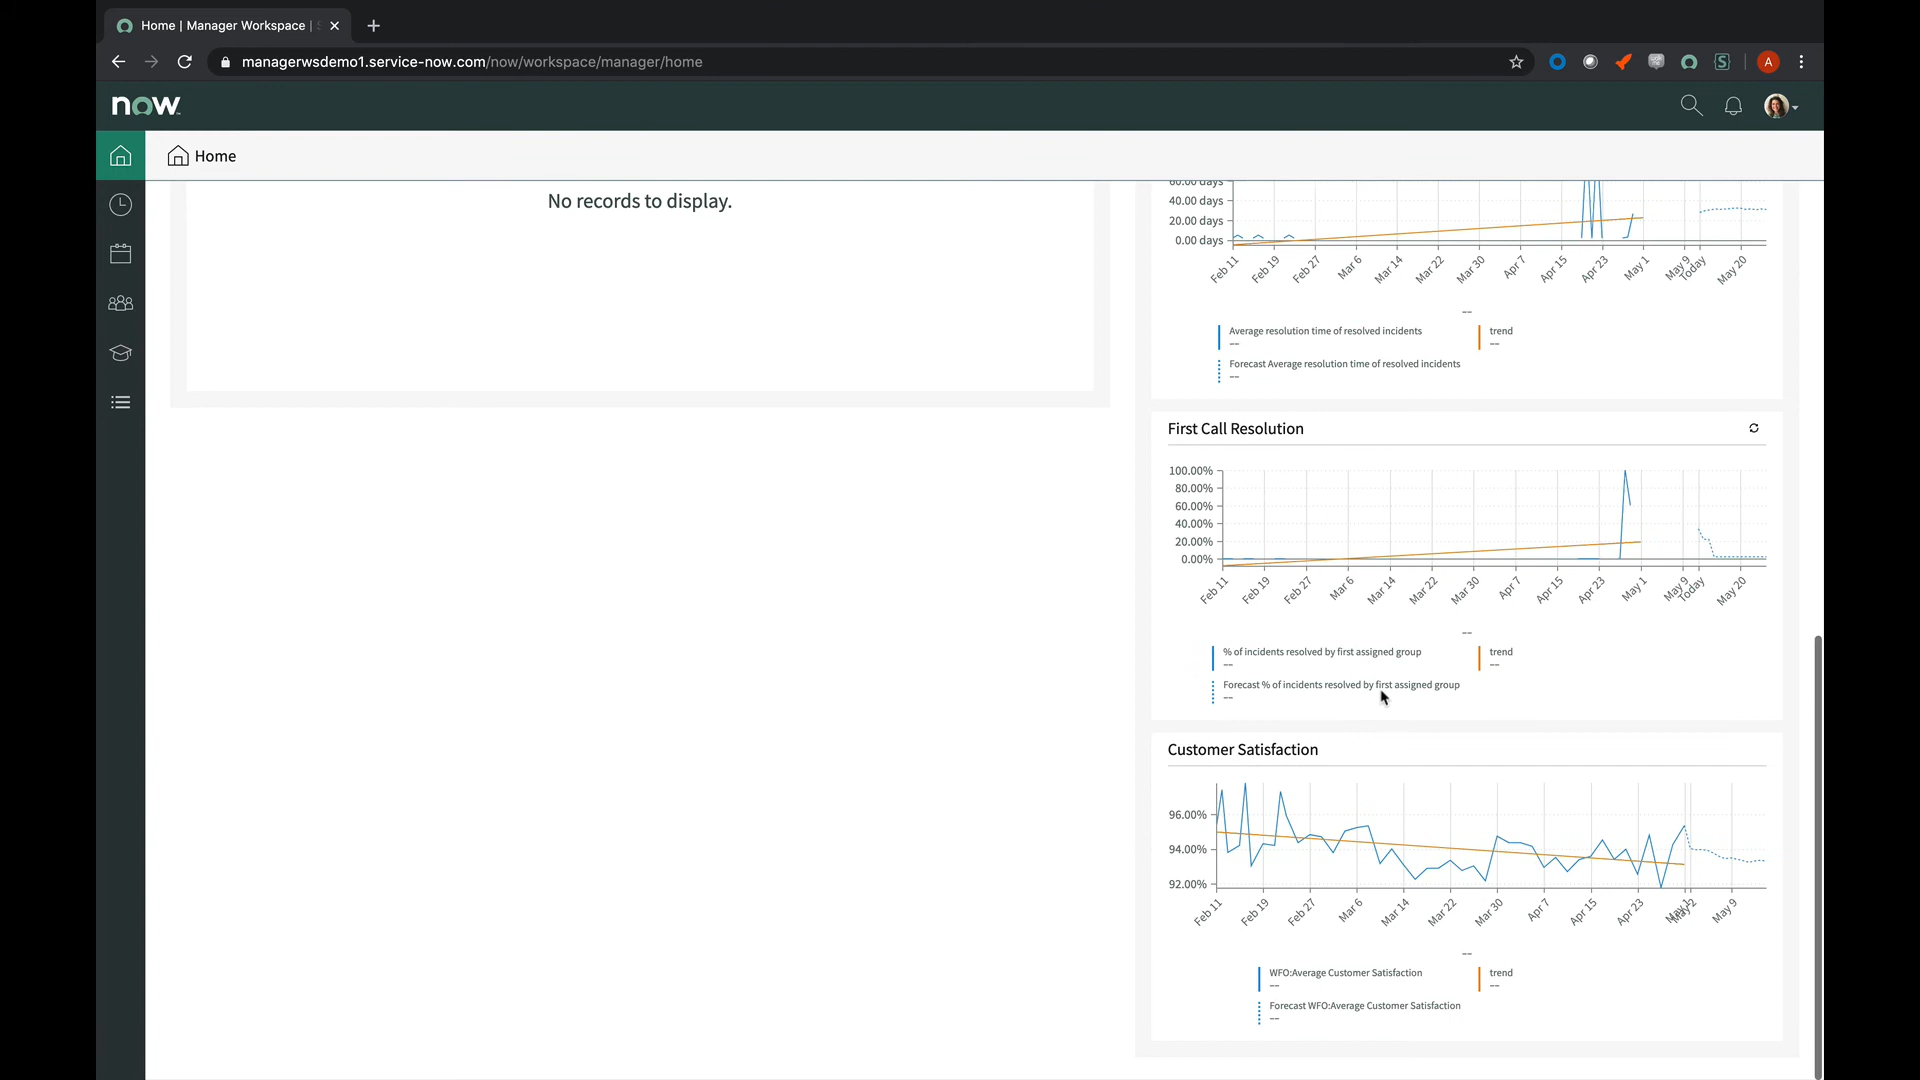 Home | Manager Workspace |
managerwsdemo1.service-now.com/now/workspace/manager/home
A
now
Home
No records to display.
60.00 days
40.00 days
20.00 days
0.00 days
Feb 11 Feb 19 Feb 27 Mar 6 Mar 14 Mar 22 Mar 30 Apr 7 Apr 15 Apr 23 May 1 May 9 Today May 20
--
Average resolution time of resolved incidents
--
trend
--
Forecast Average resolution time of resolved incidents
--
First Call Resolution
100.00%
80.00%
60.00%
40.00%
20.00%
0.00%
Feb 11 Feb 19 Feb 27 Mar 6 Mar 14 Mar 22 Mar 30 Apr 7 Apr 15 Apr 23 May 1 May 9 Today May 20
--
% of incidents resolved by first assigned group
--
trend
--
Forecast % of incidents resolved by first assigned group
--
Customer Satisfaction
96.00%
94.00%
92.00%
Feb 11 Feb 19 Feb 27 Mar 6 Mar 14 Mar 22 Mar 30 Apr 7 Apr 15 Apr 23 May 1 May 2 May 9
--
WFO:Average Customer Satisfaction
--
trend
--
Forecast WFO:Average Customer Satisfaction
--